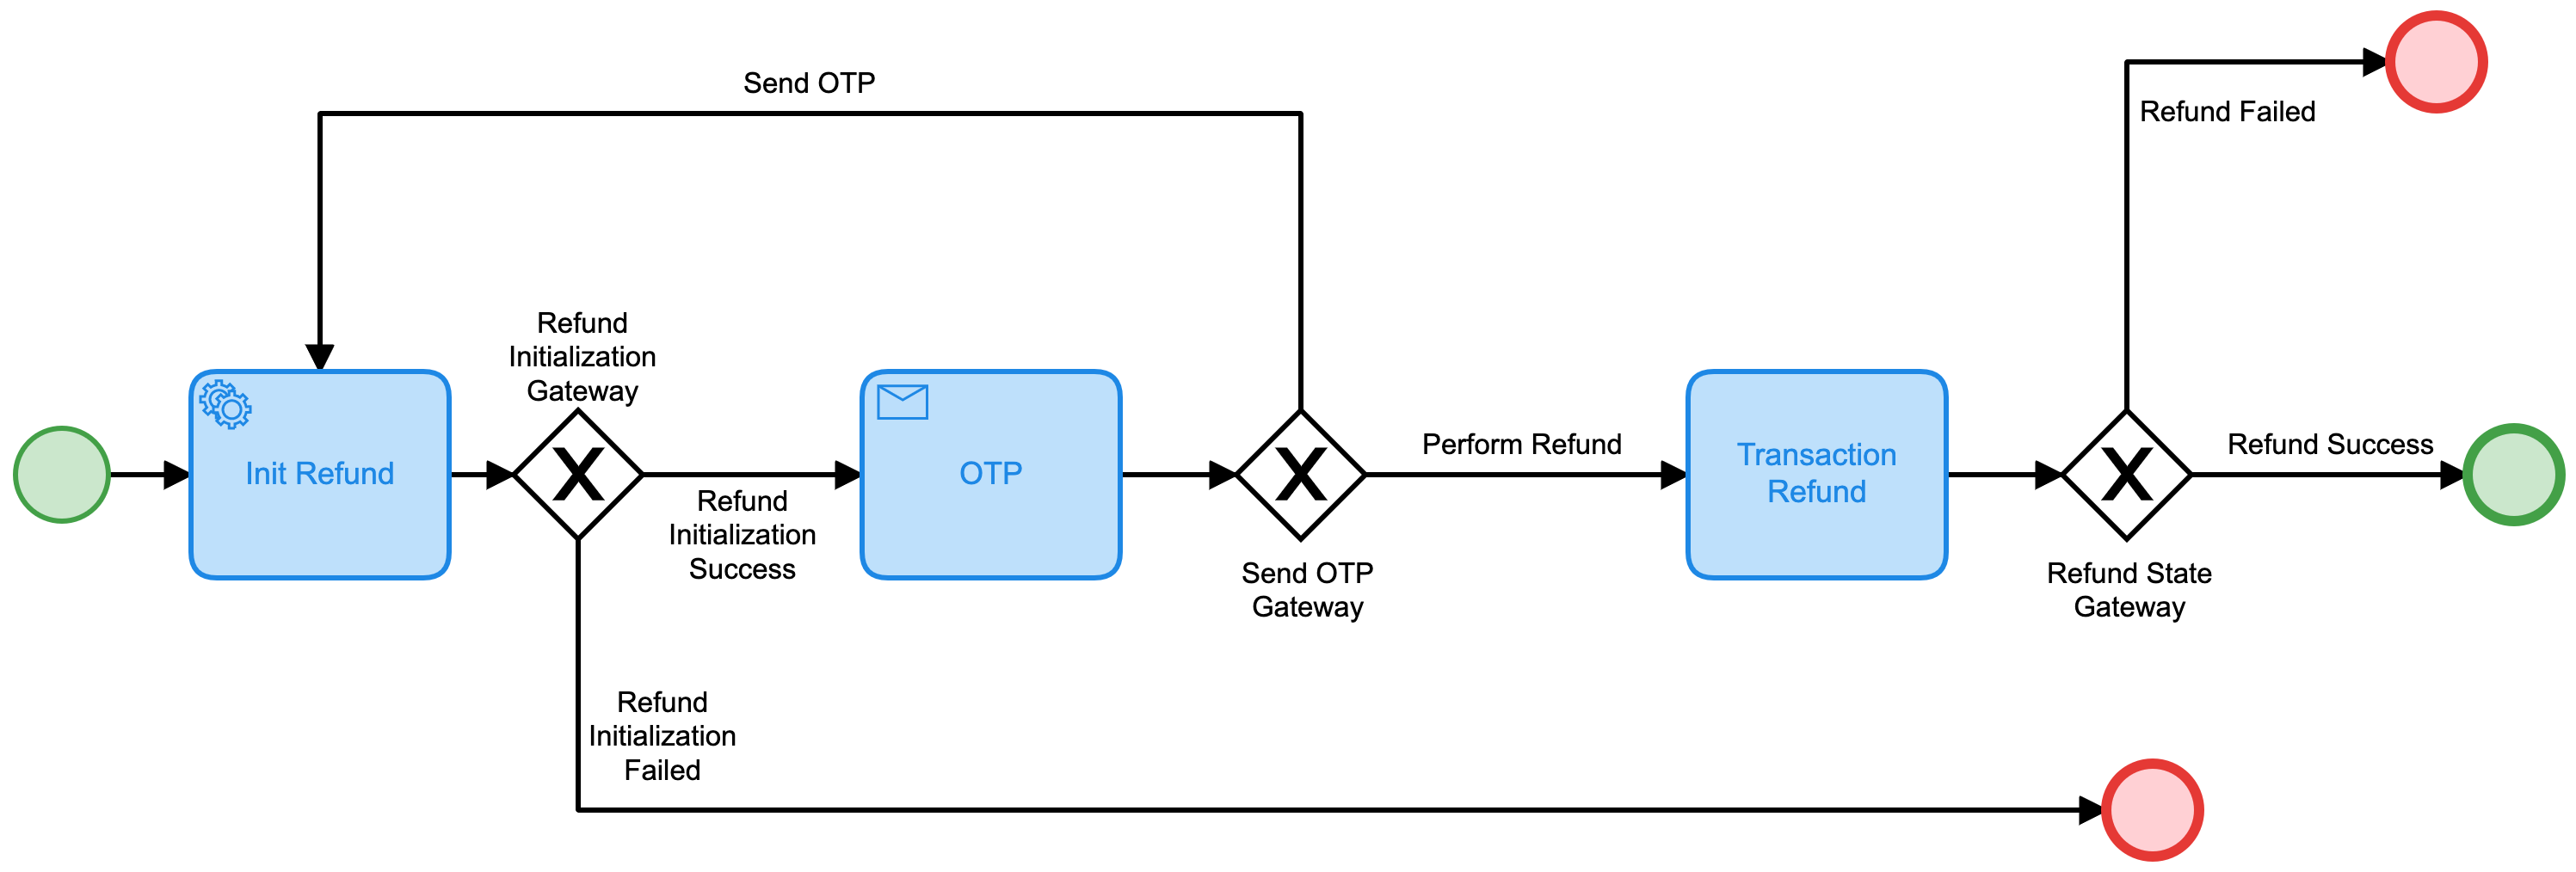 Send OTP
Refund Failed
Refund
Initialization
Gateway
Init Refund
Refund
Initialization
Success
OTP
Perform Refund
Send OTP
Gateway
Transaction
Refund
Refund Success
Refund State
Gateway
Refund
Initialization
Failed